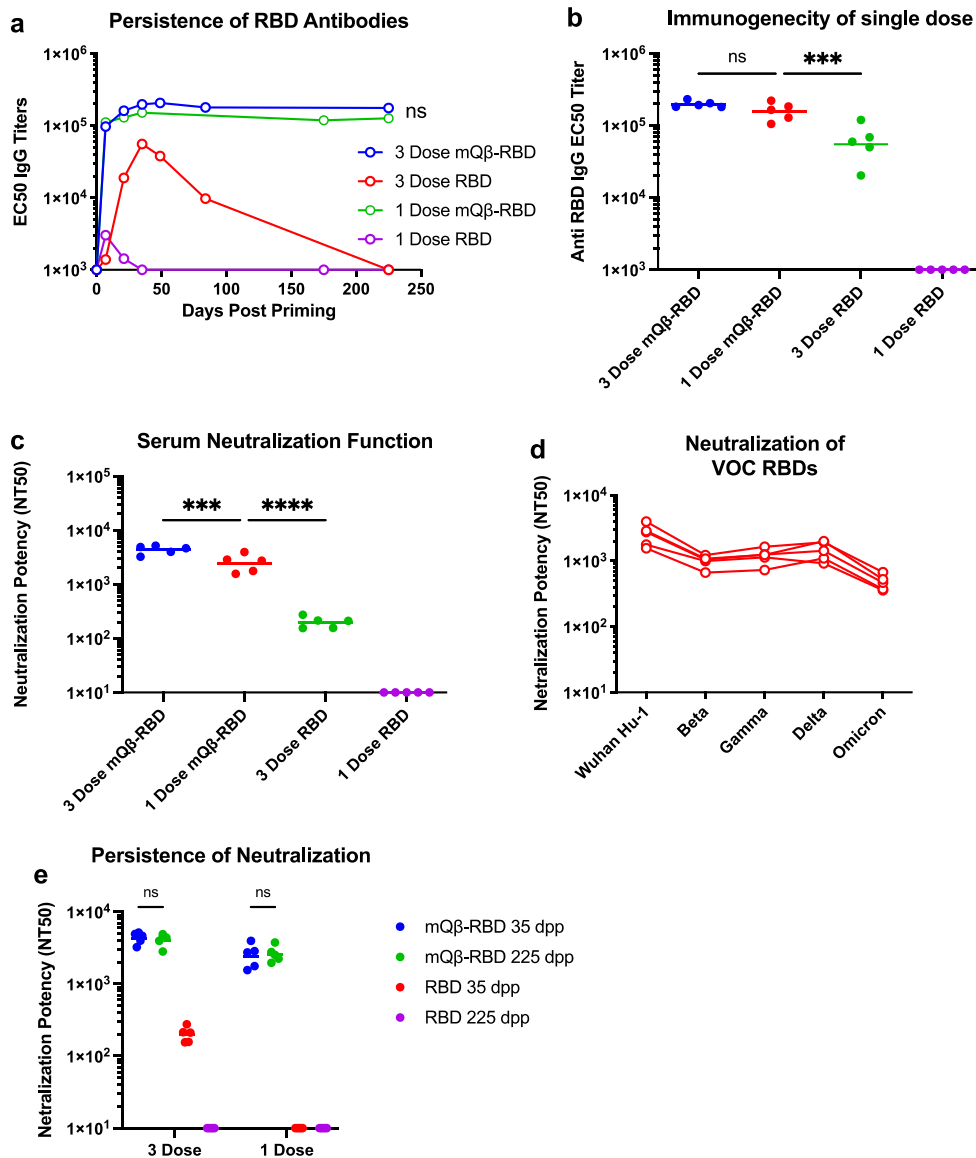 a
Persistence of RBD Antibodies
EC50 IgG Titers
1×10⁶
1×10⁵
1×10⁴
1×10³
0
50
100
150
200
250
Days Post Priming
ns
3 Dose mQβ-RBD
3 Dose RBD
1 Dose mQβ-RBD
1 Dose RBD
b
Immunogenecity of single dose
Anti RBD IgG EC50 Titer
1×10⁶
1×10⁵
1×10⁴
1×10³
ns
***
3 Dose mQβ-RBD
1 Dose mQβ-RBD
3 Dose RBD
1 Dose RBD
c
Serum Neutralization Function
Neutralization Potency (NT50)
1×10⁵
1×10⁴
1×10³
1×10²
1×10¹
***
****
3 Dose mQβ-RBD
1 Dose mQβ-RBD
3 Dose RBD
1 Dose RBD
d
Neutralization of
VOC RBDs
Netralization Potency (NT50)
1×10⁴
1×10³
1×10²
1×10¹
Wuhan Hu-1
Beta
Gamma
Delta
Omicron
e
Persistence of Neutralization
Netralization Potency (NT50)
1×10⁴
1×10³
1×10²
1×10¹
ns
ns
3 Dose
1 Dose
mQβ-RBD 35 dpp
mQβ-RBD 225 dpp
RBD 35 dpp
RBD 225 dpp